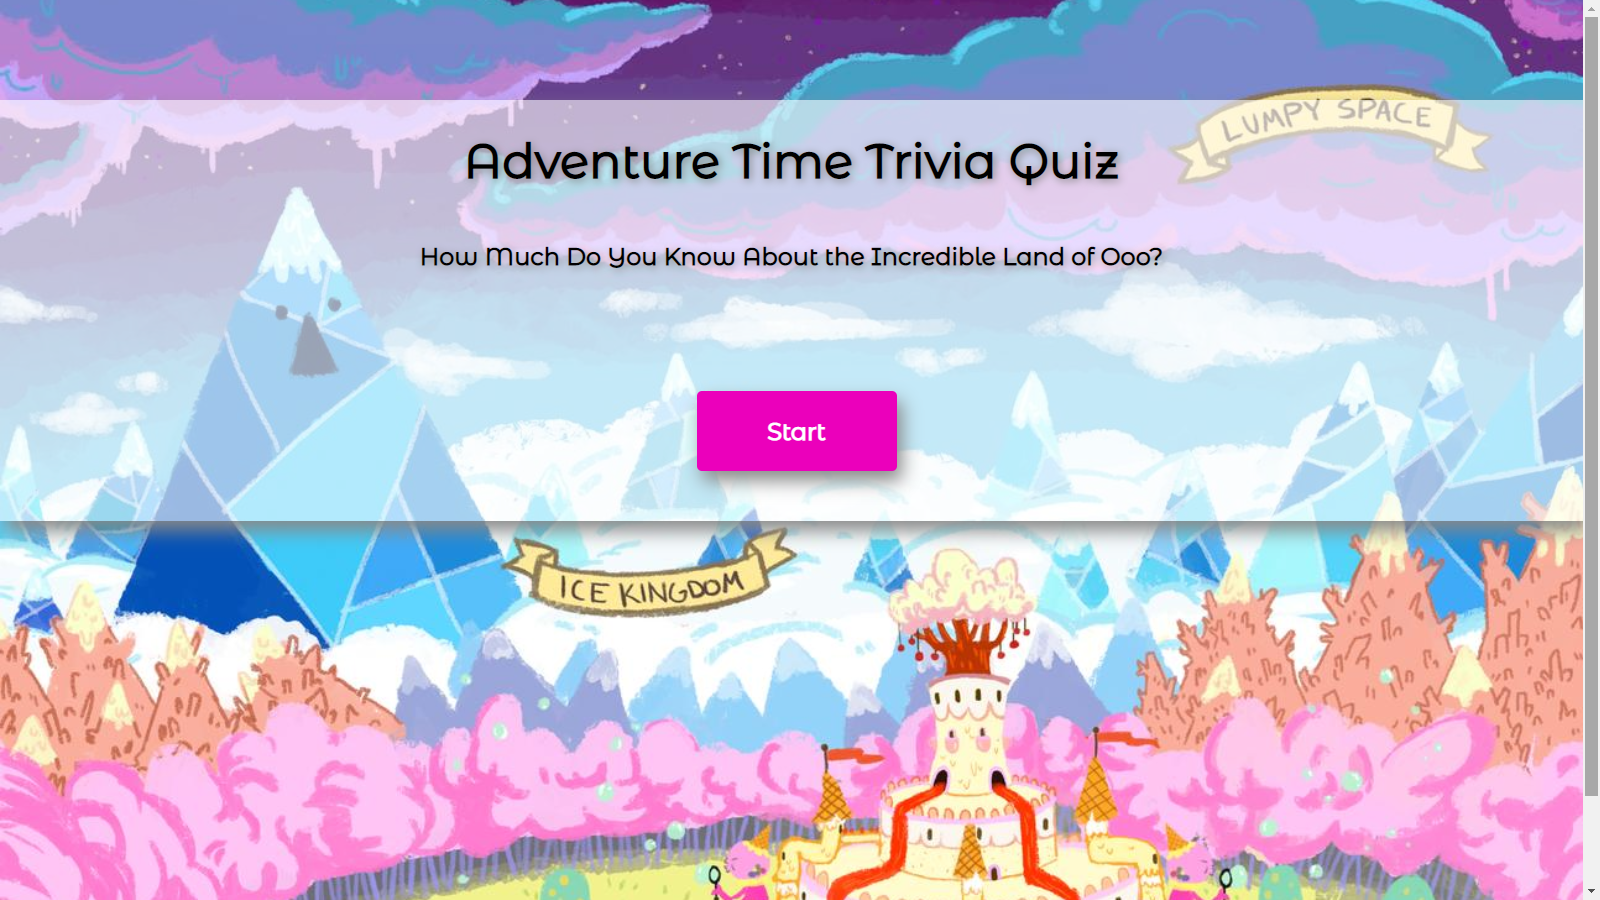 LUMPY SPACE
Adventure Time Trivia Quiz
How Much Do You Know About the Incredible Land of Ooo?
Start
ICE KINGDOM